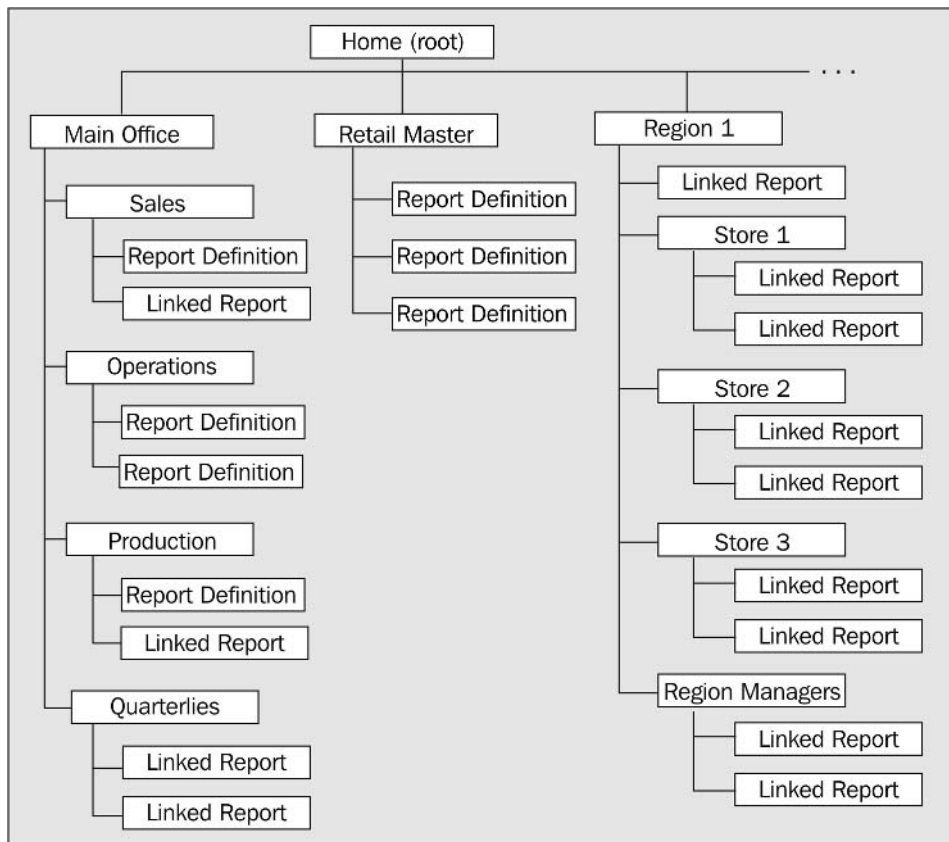 Home (root)
. . .
Main Office
Sales
Report Definition
Linked Report
Operations
Report Definition
Report Definition
Production
Report Definition
Linked Report
Quarterlies
Linked Report
Linked Report
Retail Master
Report Definition
Report Definition
Report Definition
Region 1
Linked Report
Store 1
Linked Report
Linked Report
Store 2
Linked Report
Linked Report
Store 3
Linked Report
Linked Report
Region Managers
Linked Report
Linked Report